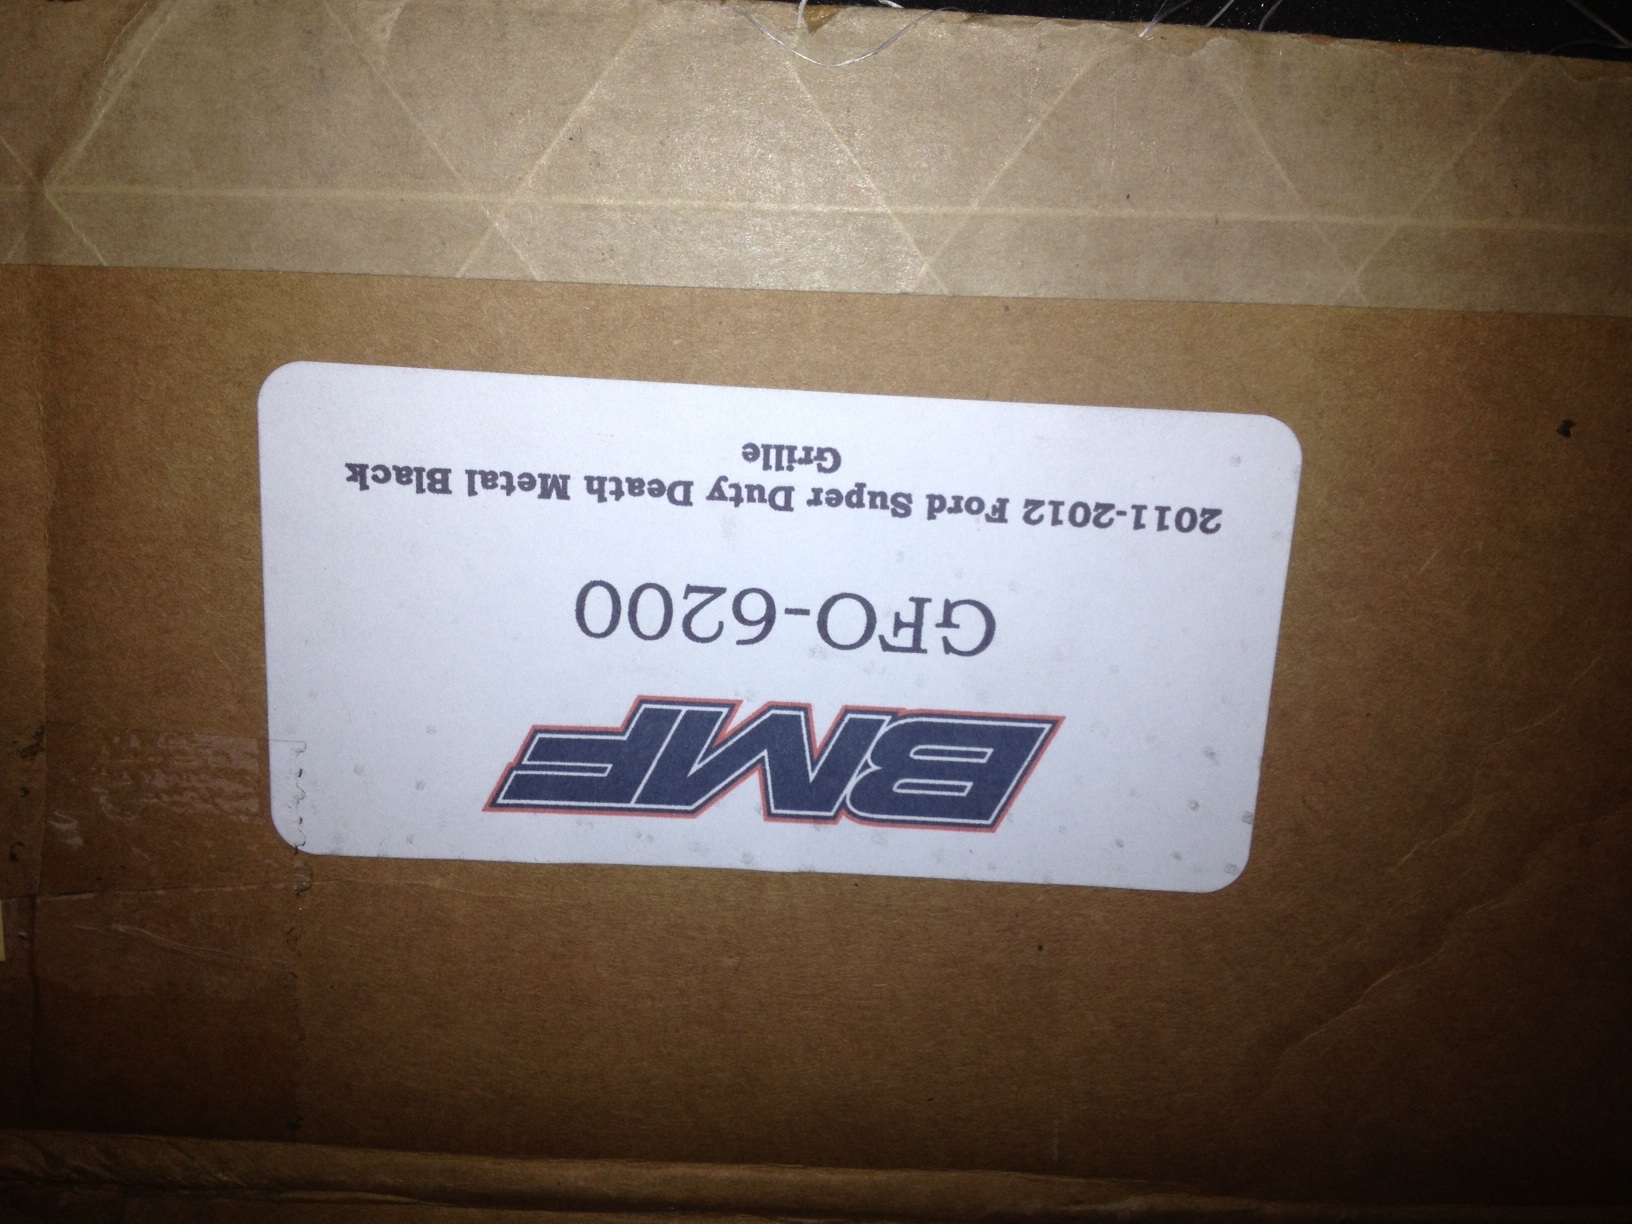 BMF
GFO-6200
2011-2012 Ford Super Duty Death Metal Black
Grille